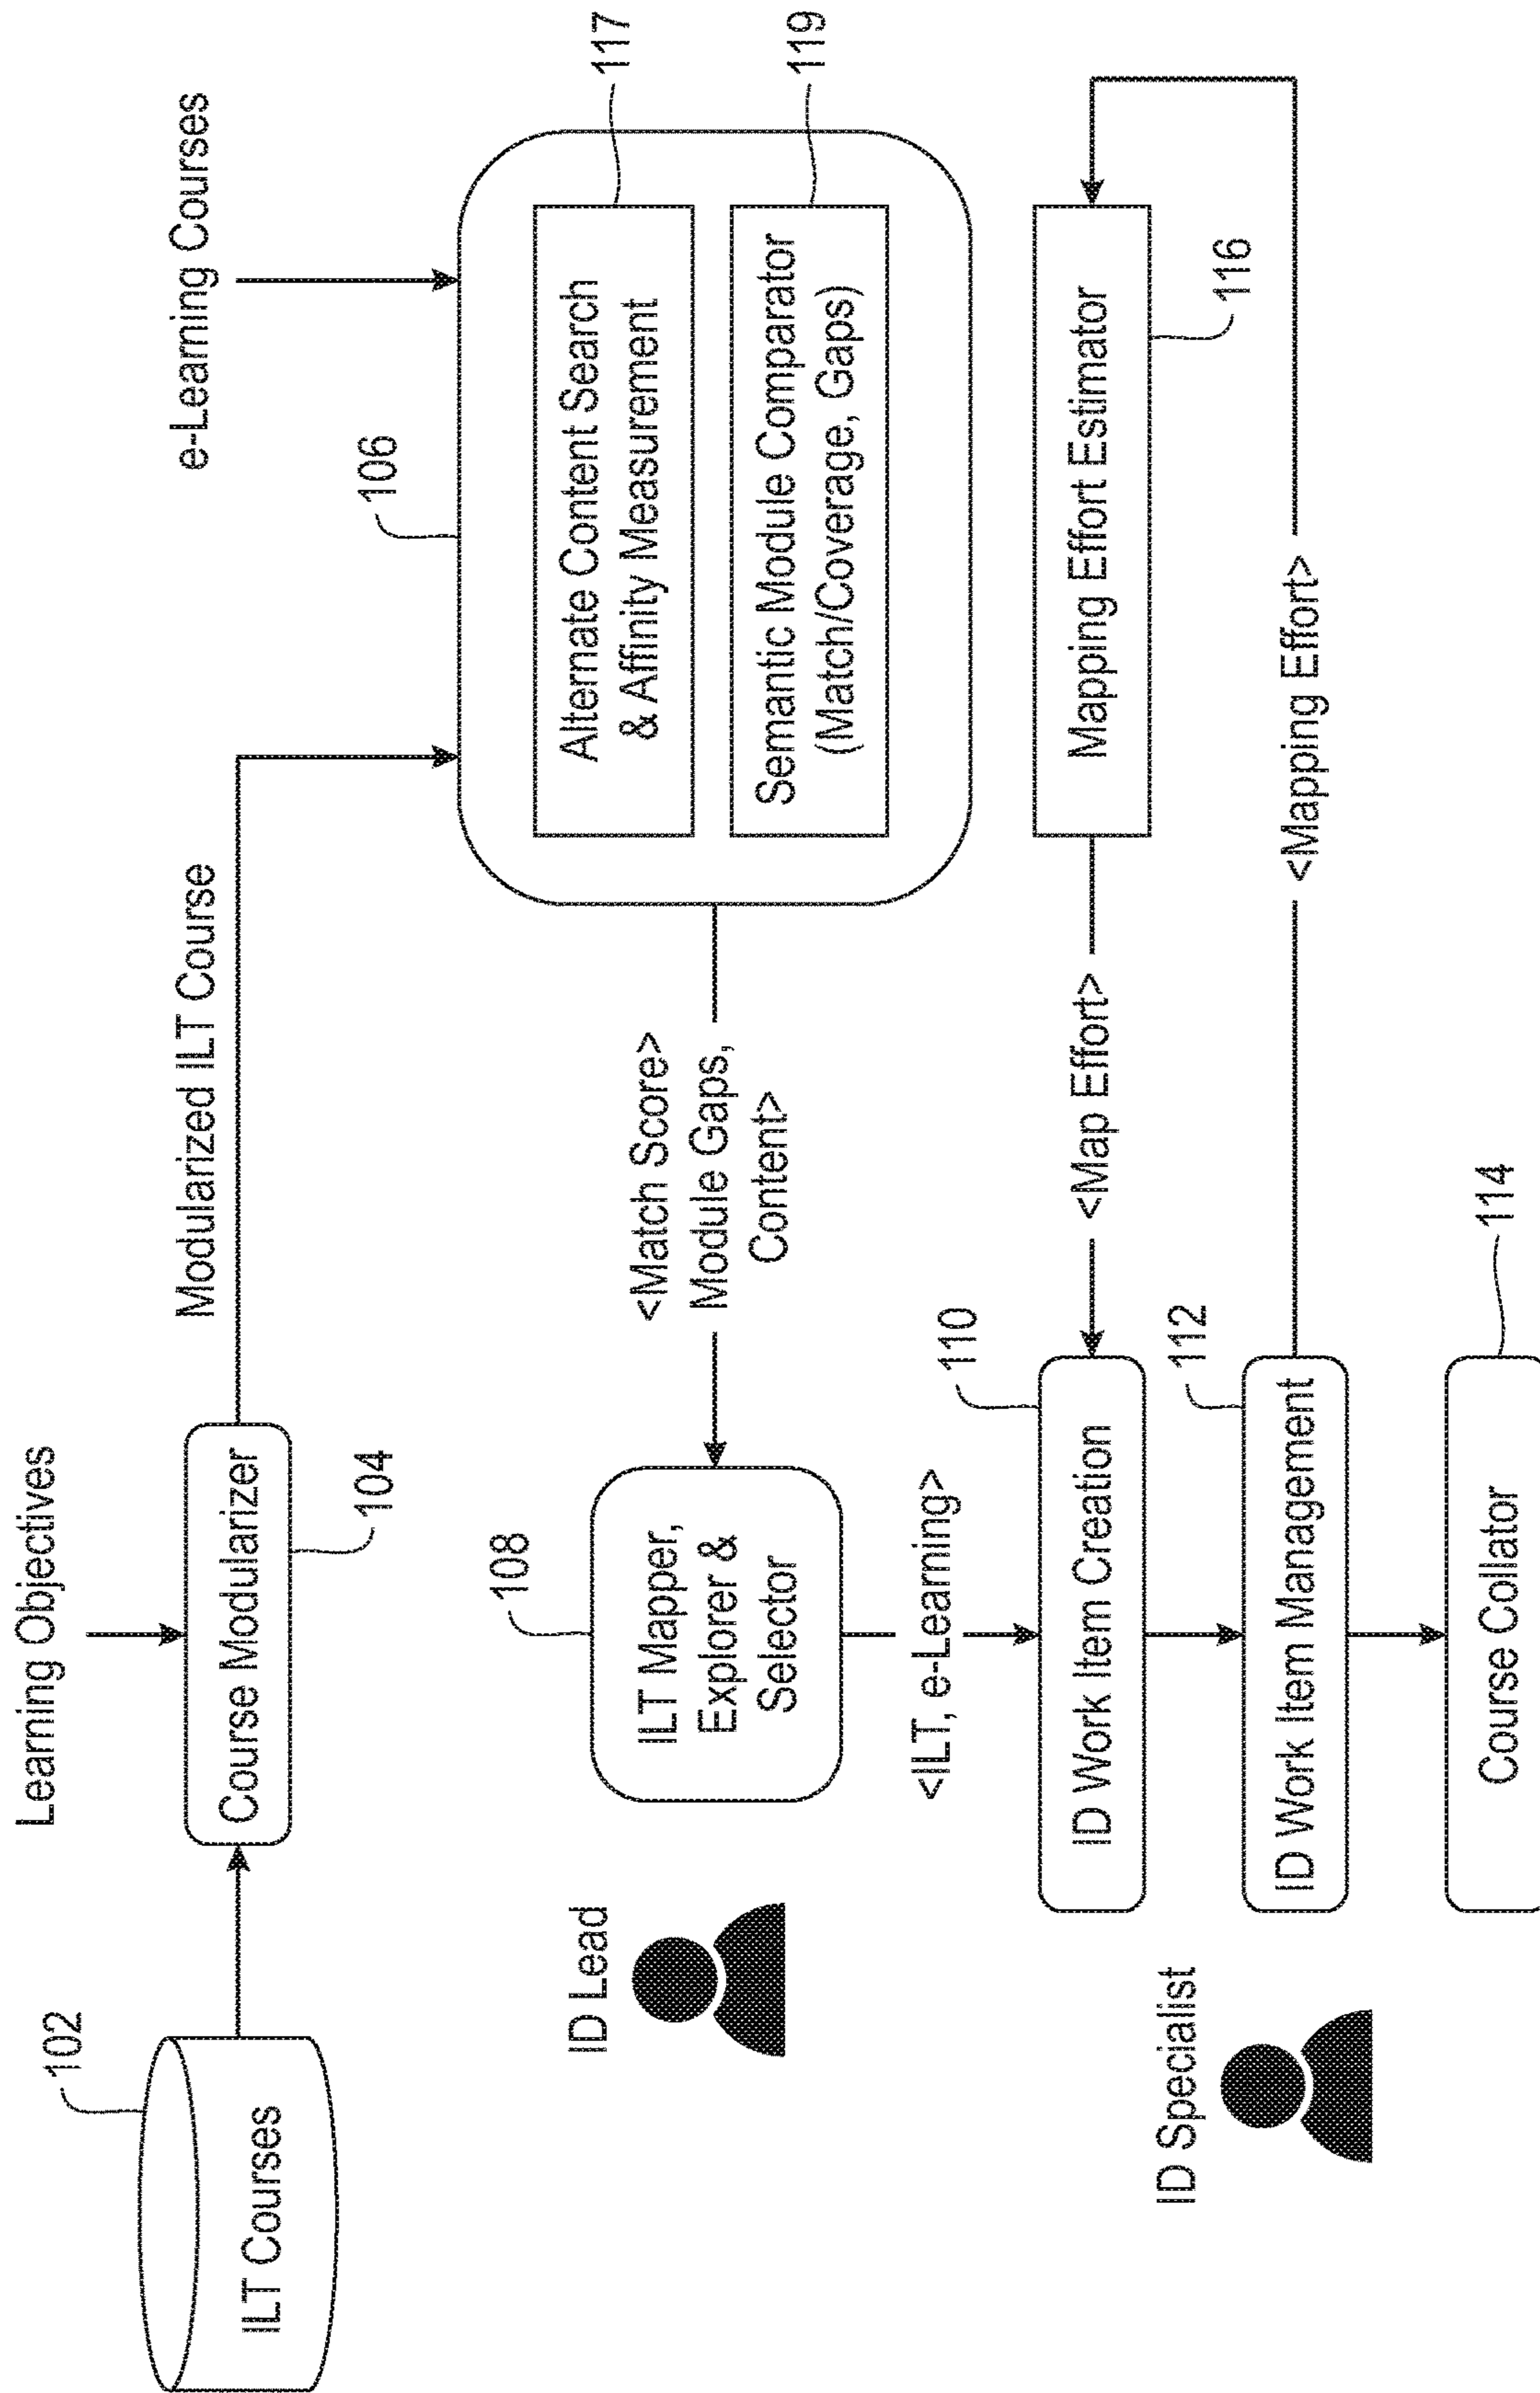 Learning Objectives
e-Learning Courses
102
Modularized ILT Course
ILT Courses
Course Modularizer
104
106
117
Alternate Content Search
& Affinity Measurement
119
Semantic Module Comparator
(Match/Coverage, Gaps)
<Match Score>
Module Gaps,
Content>
108
ILT Mapper,
Explorer &
Selector
ID Lead
<ILT, e-Learning>
110
ID Work Item Creation
<Map Effort>
Mapping Effort Estimator
116
ID Specialist
112
ID Work Item Management
<Mapping Effort>
114
Course Collator